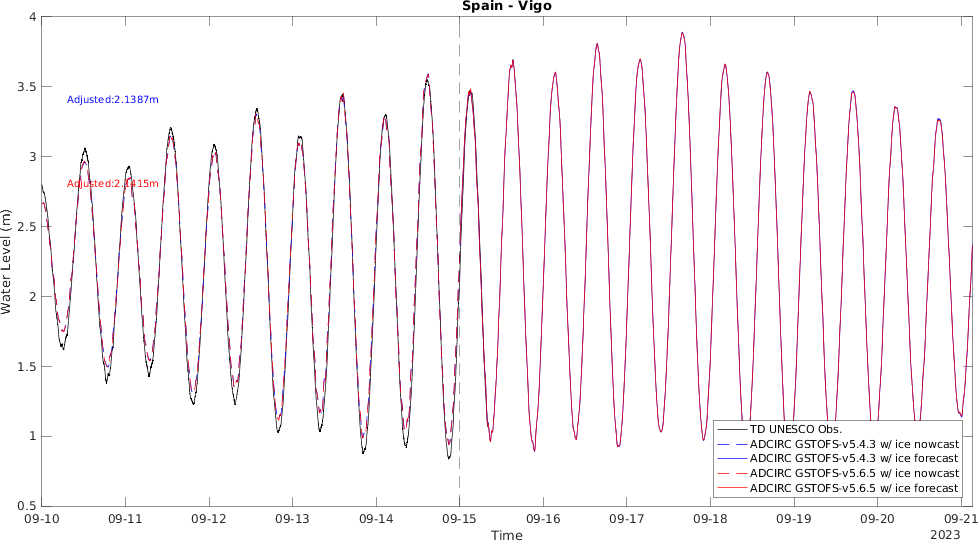 Spain - Vigo
4
3.5
3
2.5
2
1.5
1
0.5
Water Level (m)
Adjusted:2.1387m
Adjusted:2.1415m
TD UNESCO Obs.
ADCIRC GSTOFS-v5.4.3 w/ ice nowcast
ADCIRC GSTOFS-v5.4.3 w/ ice forecast
ADCIRC GSTOFS-v5.6.5 w/ ice nowcast
ADCIRC GSTOFS-v5.6.5 w/ ice forecast
09-10 09-11 09-12 09-13 09-14 09-15 09-16 09-17 09-18 09-19 09-20 09-21
2023
Time